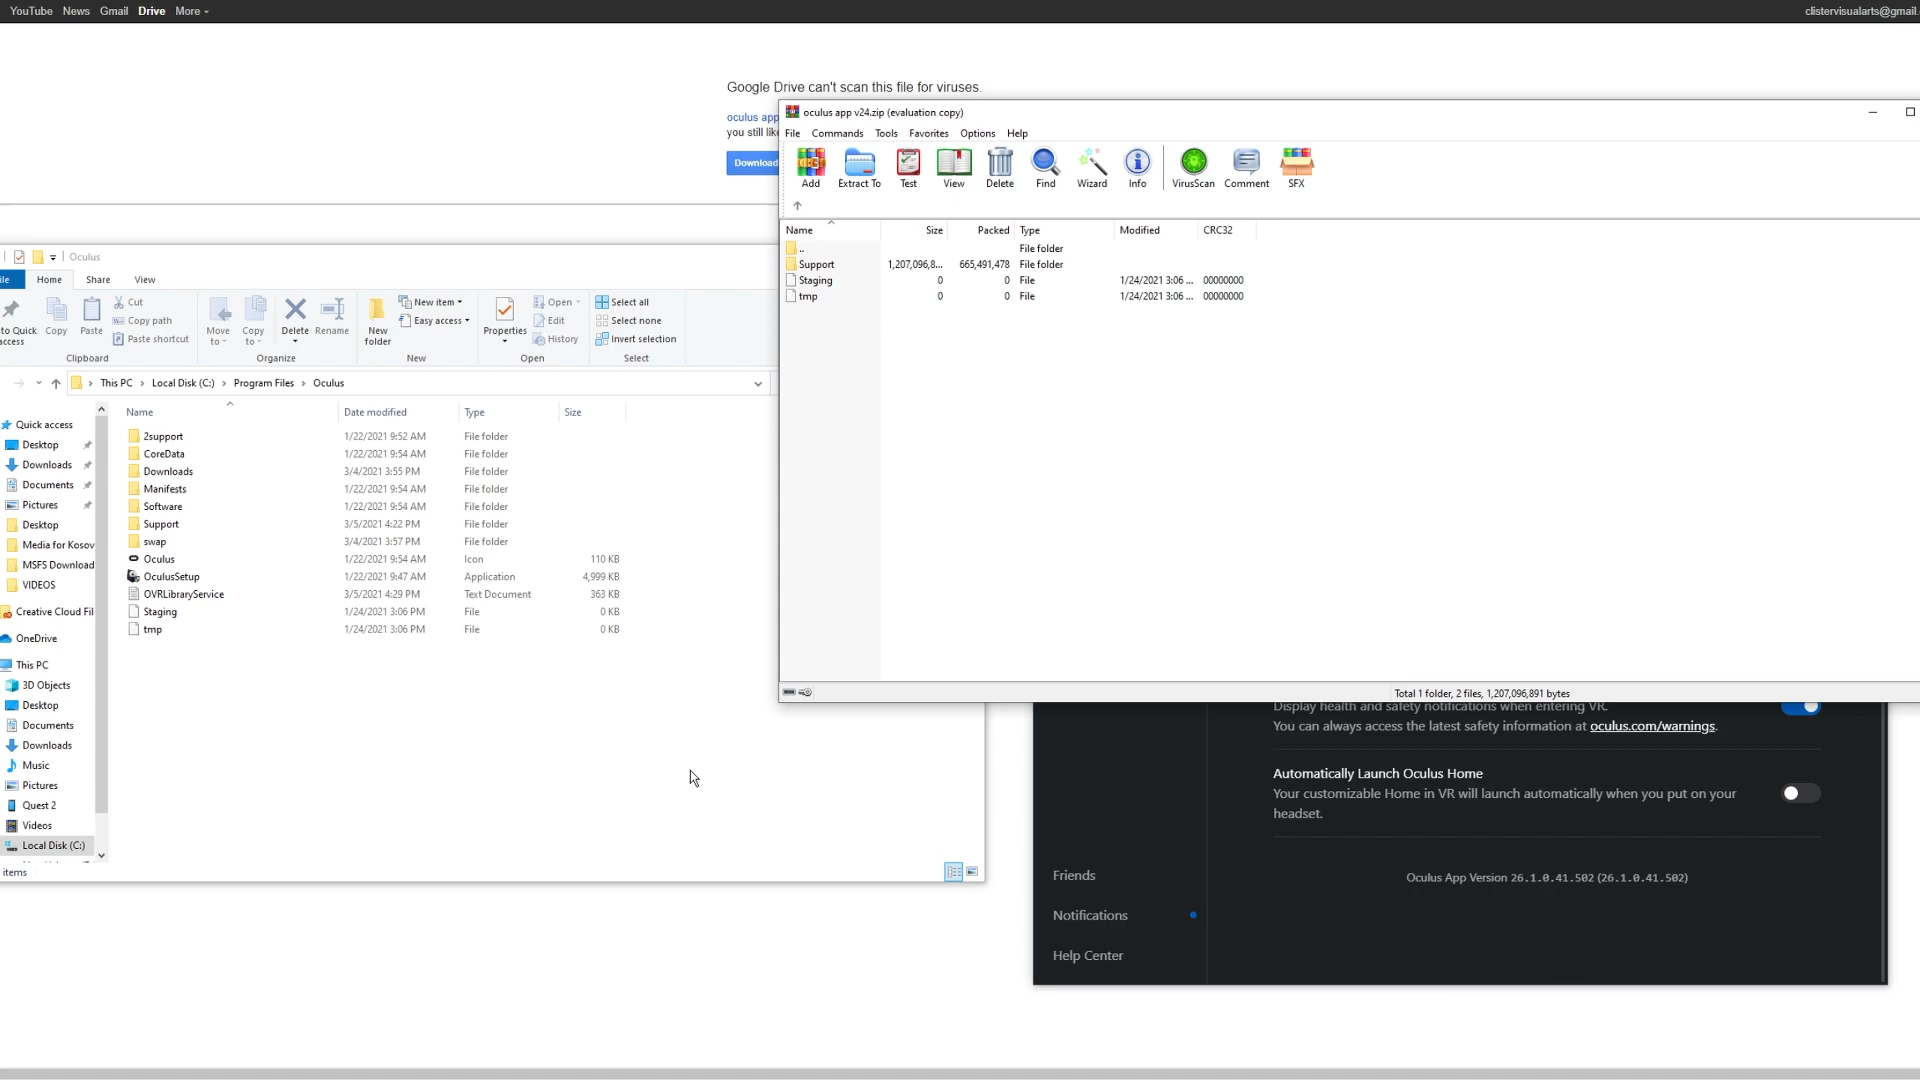 YouTube News Gmail Drive More
clistervisualarts@gmail.
Google Drive can't scan this file for viruses.
oculus app
you still lik
Download
oculus app v24.zip (evaluation copy)
File Commands Tools Favorites Options Help
Add Extract To Test View Delete Find Wizard Info VirusScan Comment SFX
Name Size Packed Type Modified CRC32
.. File folder
Support 1,207,096,8... 665,491,478 File folder
Staging 0 0 File 1/24/2021 3:06 ... 00000000
tmp 0 0 File 1/24/2021 3:06 ... 00000000
Total 1 folder, 2 files, 1,207,096,891 bytes
Oculus
ile Home Share View
to Quick
access
Copy
Paste
Cut
Copy path
Paste shortcut
Clipboard
Move
to
Copy
to
Delete
Rename
Organize
New
folder
New item
Easy access
New
Properties
Open
Edit
History
Open
Select all
Select none
Invert selection
Select
This PC › Local Disk (C:) › Program Files › Oculus
Name Date modified Type Size
2support 1/22/2021 9:52 AM File folder
CoreData 1/22/2021 9:54 AM File folder
Downloads 3/4/2021 3:55 PM File folder
Manifests 1/22/2021 9:54 AM File folder
Software 1/22/2021 9:54 AM File folder
Support 3/5/2021 4:22 PM File folder
swap 3/4/2021 3:57 PM File folder
Oculus 1/22/2021 9:54 AM Icon 110 KB
OculusSetup 1/22/2021 9:47 AM Application 4,999 KB
OVRLibraryService 3/5/2021 4:29 PM Text Document 363 KB
Staging 1/24/2021 3:06 PM File 0 KB
tmp 1/24/2021 3:06 PM File 0 KB
Quick access
Desktop
Downloads
Documents
Pictures
Desktop
Media for Kosov
MSFS Download
VIDEOS
Creative Cloud Fil
OneDrive
This PC
3D Objects
Desktop
Documents
Downloads
Music
Pictures
Quest 2
Videos
Local Disk (C:)
items
Display health and safety notifications when entering VR.
You can always access the latest safety information at oculus.com/warnings.
Automatically Launch Oculus Home
Your customizable Home in VR will launch automatically when you put on your
headset.
Oculus App Version 26.1.0.41.502 (26.1.0.41.502)
Friends
Notifications
Help Center